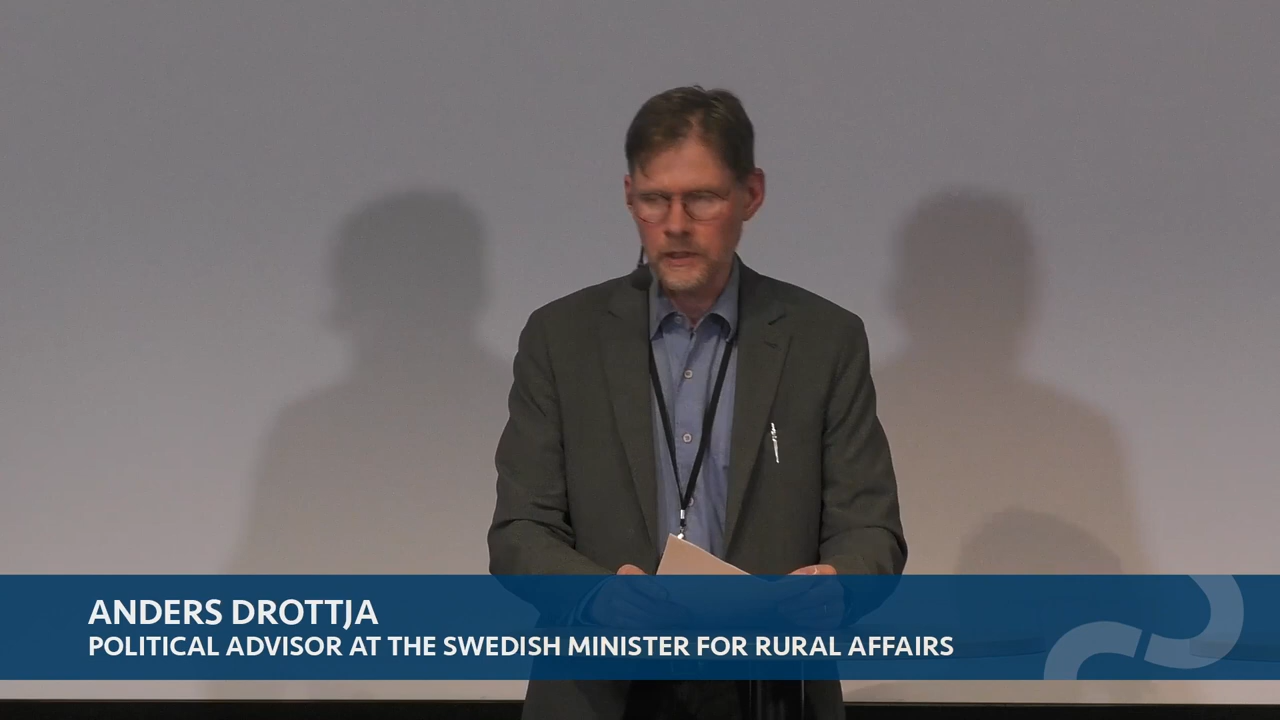 ANDERS DROTTJA
POLITICAL ADVISOR AT THE SWEDISH MINISTER FOR RURAL AFFAIRS